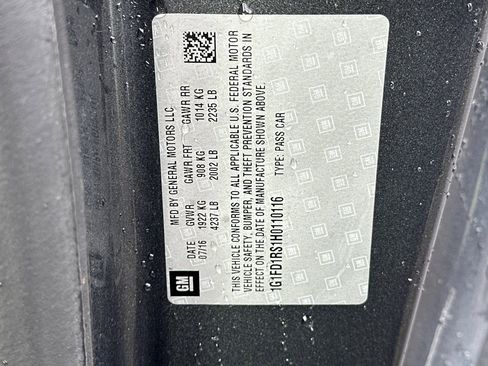 MFD BY GENERAL MOTORS LLC
DATE GVWR GAWR FRT GAWR RR
07/16 1922 KG 908 KG 1014 KG
4237 LB 2002 LB 2235 LB
THIS VEHICLE CONFORMS TO ALL APPLICABLE U.S. FEDERAL MOTOR
VEHICLE SAFETY, BUMPER, AND THEFT PREVENTION STANDARDS IN
EFFECT ON THE DATE OF MANUFACTURE SHOWN ABOVE.
1G1FD1RS1H0110116 TYPE: PASS CAR
GM